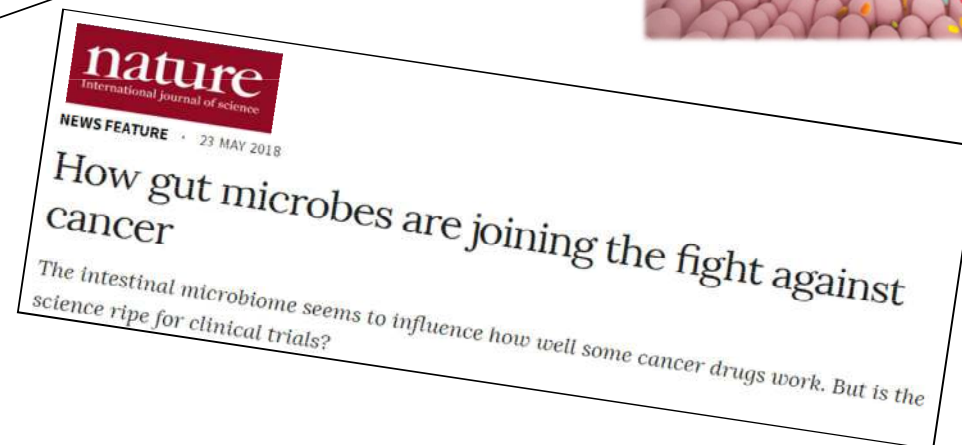 nature
International journal of science
NEWS FEATURE · 23 MAY 2018
How gut microbes are joining the fight against
cancer
The intestinal microbiome seems to influence how well some cancer drugs work. But is the
science ripe for clinical trials?